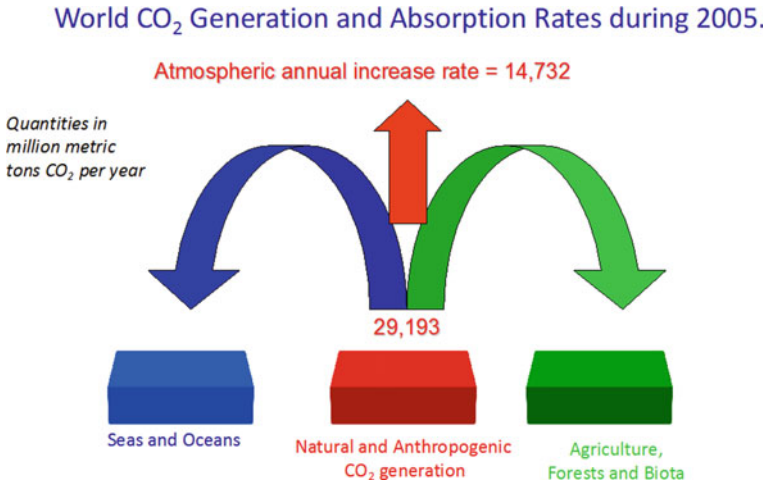 World CO₂ Generation and Absorption Rates during 2005.
Atmospheric annual increase rate = 14,732
Quantities in
million metric
tons CO₂ per year
29,193
Seas and Oceans
Natural and Anthropogenic
CO₂ generation
Agriculture,
Forests and Biota